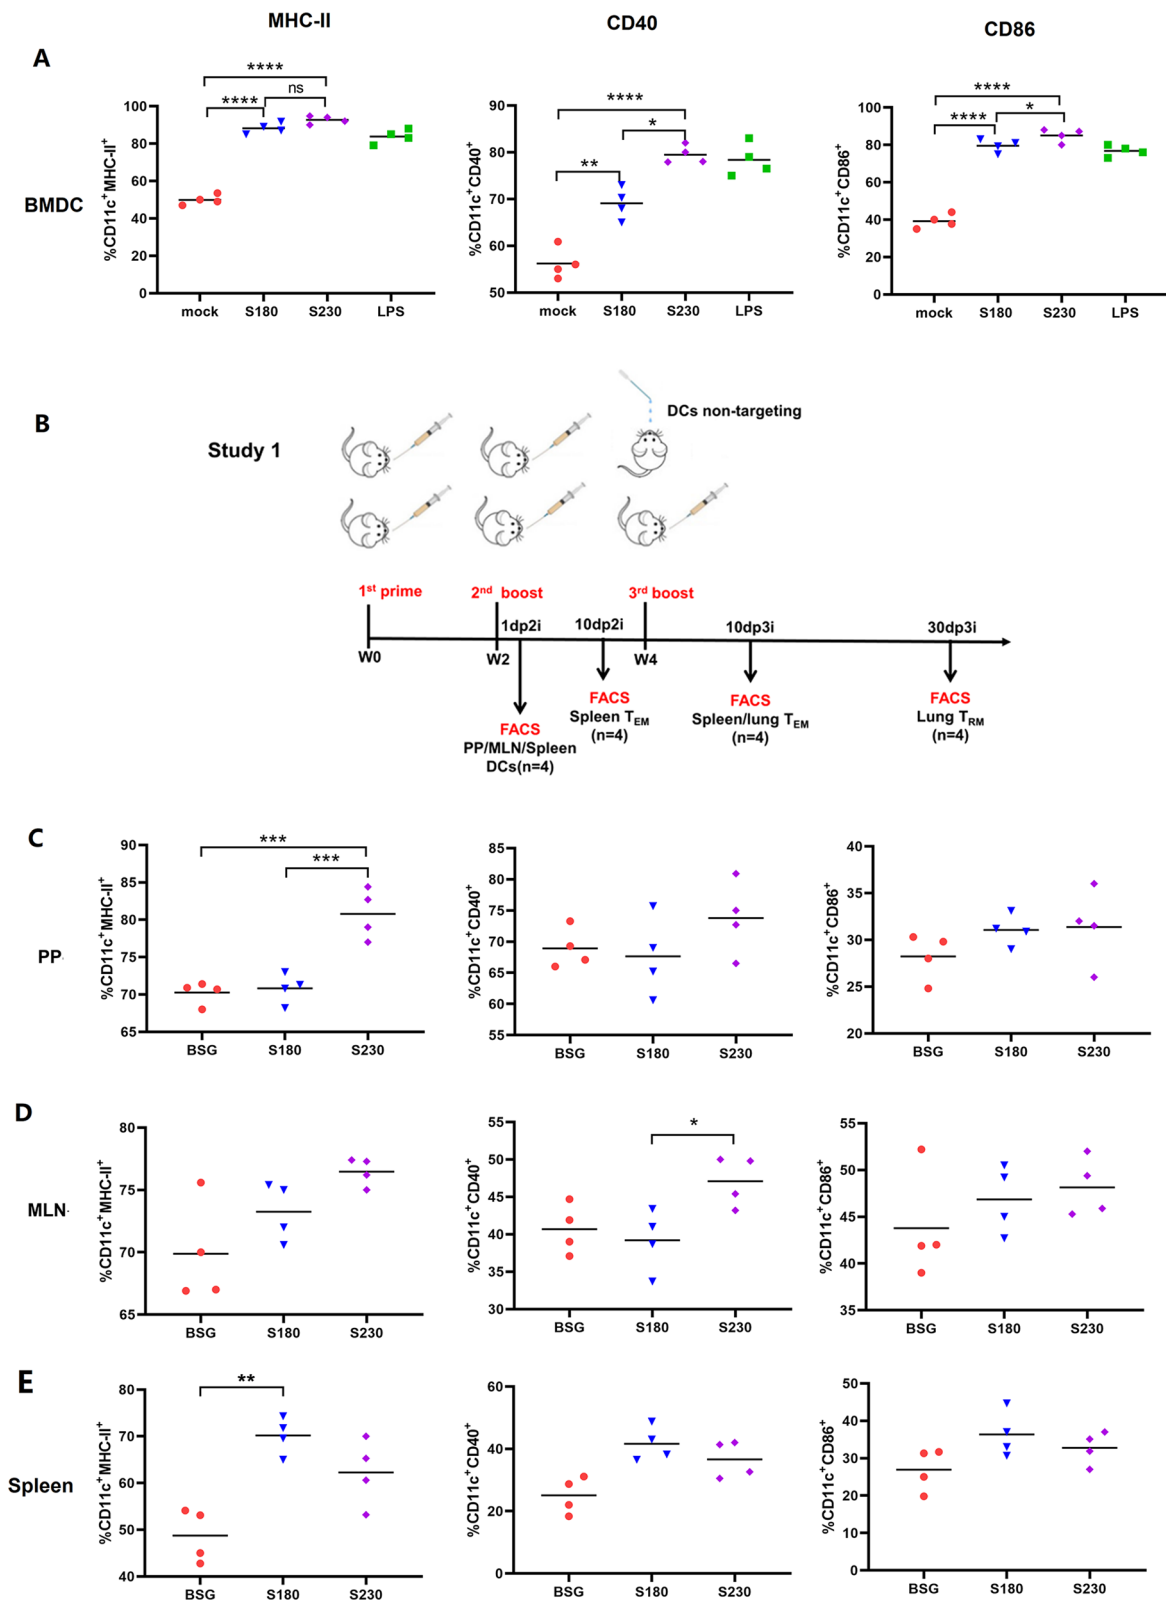 MHC-II
CD40
CD86
A
BMDC
%CD11c⁺MHC-II⁺
100
80
60
40
20
0
****
****
ns
mock
S180
S230
LPS
%CD11c⁺CD40⁺
90
80
70
60
50
****
*
**
mock
S180
S230
LPS
%CD11c⁺CD86⁺
100
80
60
40
20
0
****
****
*
mock
S180
S230
LPS
B
Study 1
DCs non-targeting
1st prime
2nd boost
3rd boost
1dp2i
10dp2i
10dp3i
30dp3i
W0
W2
W4
FACS
PP/MLN/Spleen
DCs(n=4)
FACS
Spleen TEM
(n=4)
FACS
Spleen/lung TEM
(n=4)
FACS
Lung TRM
(n=4)
C
PP
%CD11c⁺MHC-II⁺
90
85
80
75
70
65
***
***
BSG
S180
S230
%CD11c⁺CD40⁺
85
80
75
70
65
60
55
BSG
S180
S230
%CD11c⁺CD86⁺
40
35
30
25
20
BSG
S180
S230
D
MLN
%CD11c⁺MHC-II⁺
80
75
70
65
BSG
S180
S230
%CD11c⁺CD40⁺
55
50
45
40
35
30
*
BSG
S180
S230
%CD11c⁺CD86⁺
55
50
45
40
35
BSG
S180
S230
E
Spleen
%CD11c⁺MHC-II⁺
80
70
60
50
40
**
BSG
S180
S230
%CD11c⁺CD40⁺
60
40
20
0
BSG
S180
S230
%CD11c⁺CD86⁺
50
40
30
20
10
0
BSG
S180
S230